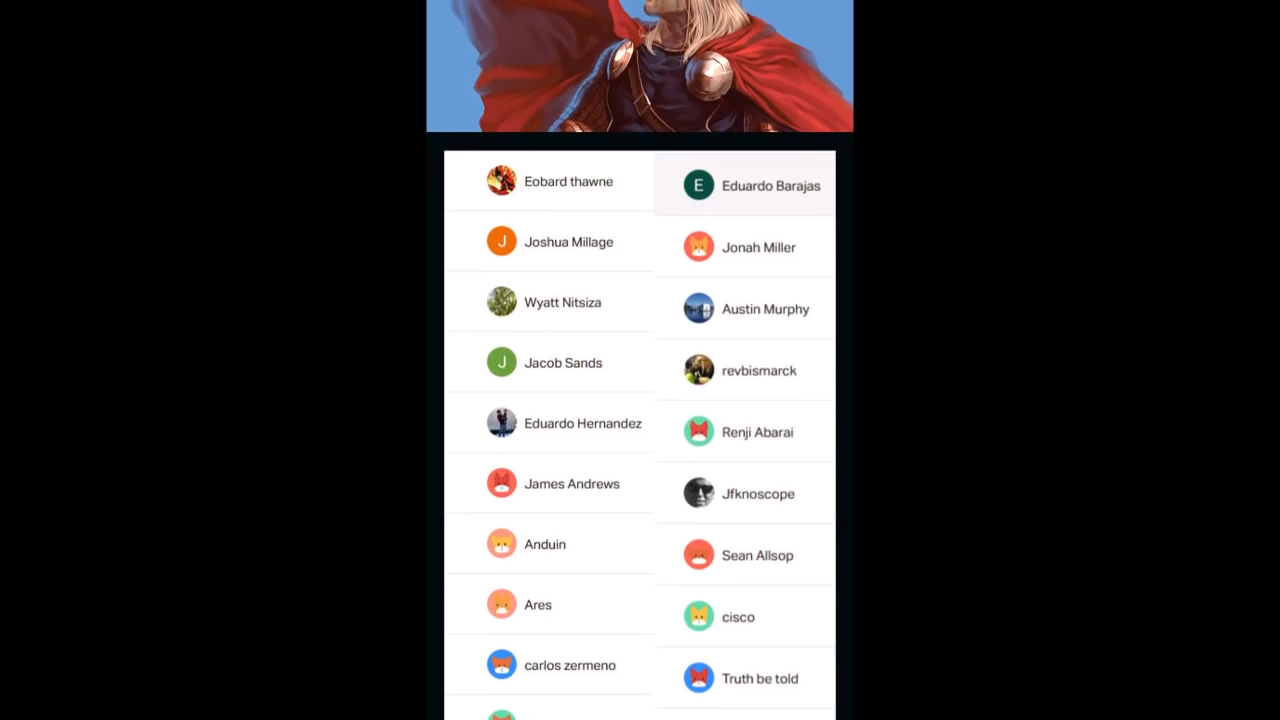 Eobard thawne
Joshua Millage
Wyatt Nitsiza
J
Jacob Sands
J
Eduardo Hernandez
James Andrews
Anduin
Ares
carlos zermeno
E
Eduardo Barajas
Jonah Miller
Austin Murphy
revbismarck
Renji Abarai
Jfknoscope
Sean Allsop
cisco
Truth be told